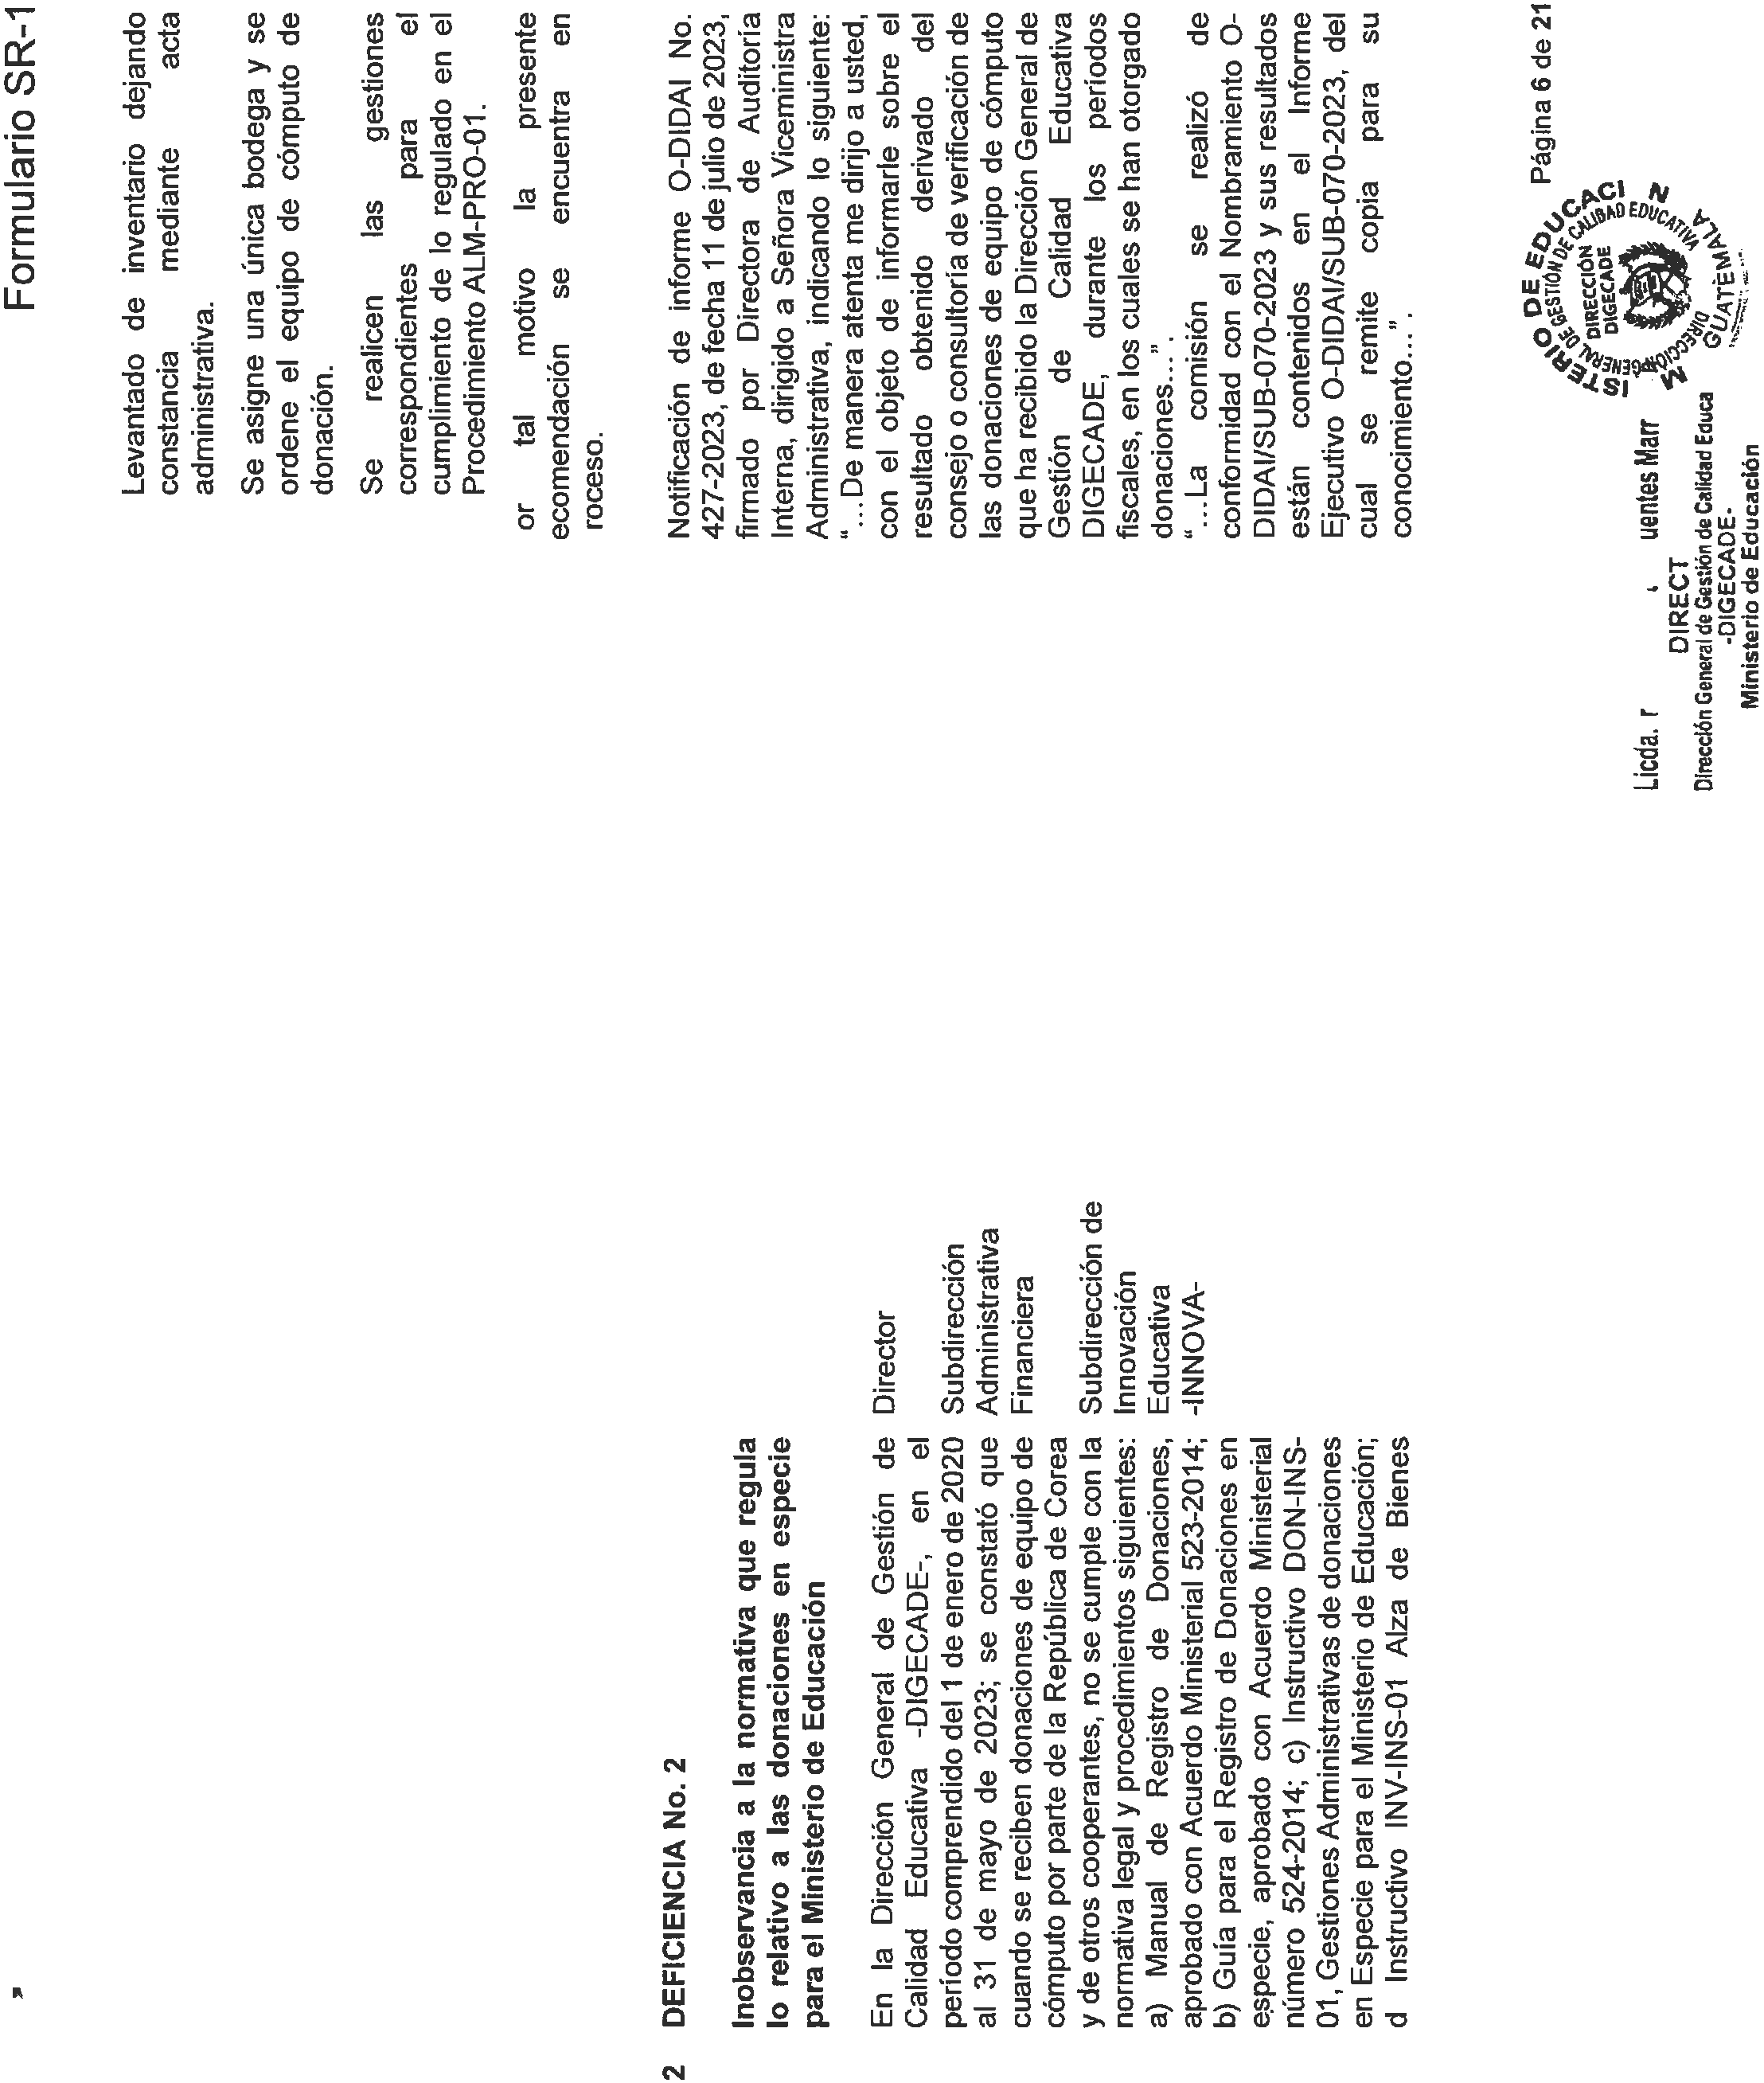 Formulario SR-1
Levantado de inventario dejando
constancia mediante acta
administrativa.
Se asigne una única bodega y se
ordene el equipo de cómputo de
donación.
Se realicen las gestiones
correspondientes para el
cumplimiento de lo regulado en el
Procedimiento ALM-PRO-01.
or tal motivo la presente
ecomendación se encuentra en
roceso.
2 DEFICIENCIA No. 2
Inobservancia a la normativa que regula
lo relativo a las donaciones en especie
para el Ministerio de Educación
En la Dirección General de Gestión de
Calidad Educativa -DIGECADE-, en el
período comprendido del 1 de enero de 2020
al 31 de mayo de 2023; se constató que
cuando se reciben donaciones de equipo de
cómputo por parte de la República de Corea
y de otros cooperantes, no se cumple con la
normativa legal y procedimientos siguientes:
a) Manual de Registro de Donaciones,
aprobado con Acuerdo Ministerial 523-2014;
b) Guía para el Registro de Donaciones en
especie, aprobado con Acuerdo Ministerial
número 524-2014; c) Instructivo DON-INS-
01, Gestiones Administrativas de donaciones
en Especie para el Ministerio de Educación;
d Instructivo INV-INS-01 Alza de Bienes
Director
Subdirección
Administrativa
Financiera
Subdirección de
Innovación
Educativa
-INNOVA-
Notificación de informe O-DIDAI No.
427-2023, de fecha 11 de julio de 2023,
firmado por Directora de Auditoría
Interna, dirigido a Señora Viceministra
Administrativa, indicando lo siguiente:
“…De manera atenta me dirijo a usted,
con el objeto de informarle sobre el
resultado obtenido derivado del
consejo o consultoría de verificación de
las donaciones de equipo de cómputo
que ha recibido la Dirección General de
Gestión de Calidad Educativa
DIGECADE, durante los períodos
fiscales, en los cuales se han otorgado
donaciones…”.
“…La comisión se realizó de
conformidad con el Nombramiento O-
DIDAI/SUB-070-2023 y sus resultados
están contenidos en el Informe
Ejecutivo O-DIDAI/SUB-070-2023, del
cual se remite copia para su
conocimiento…”.
Página 6 de 21
M ISTERIO DE EDUCACI N
DIRECCIÓN GENERAL DE GESTIÓN DE CALIDAD EDUCATIVA
DIRECCIÓN
DIGECADE
GUATEMALA
Licda. r uentes Marr
DIRECT
Dirección General de Gestión de Calidad Educa
-DIGECADE-
Ministerio de Educación